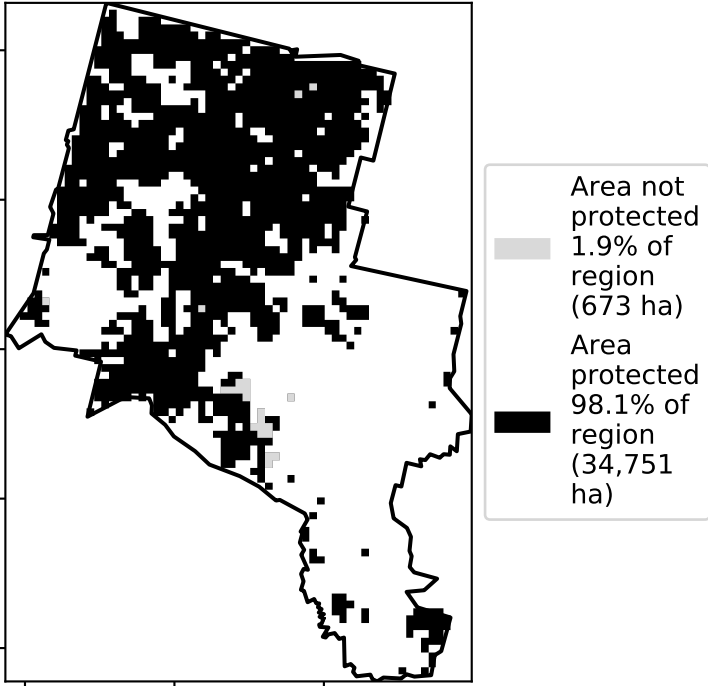 Area not
protected
1.9% of
region
(673 ha)
Area
protected
98.1% of
region
(34,751
ha)